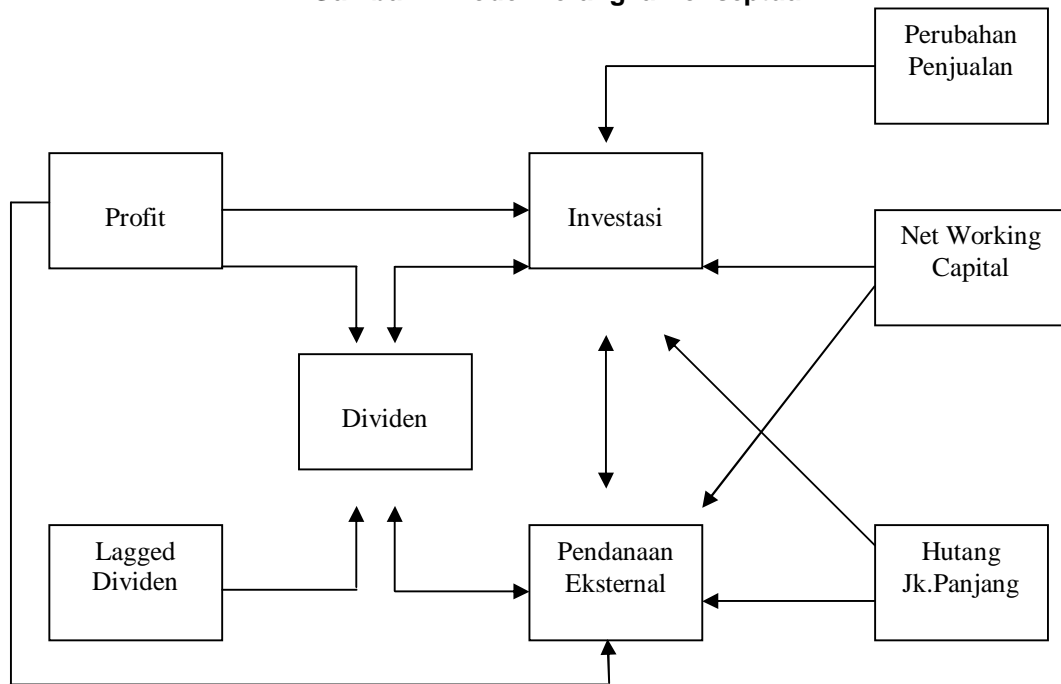 Perubahan
Penjualan
Profit
Investasi
Net Working
Capital
Dividen
Lagged
Dividen
Pendanaan
Eksternal
Hutang
Jk.Panjang